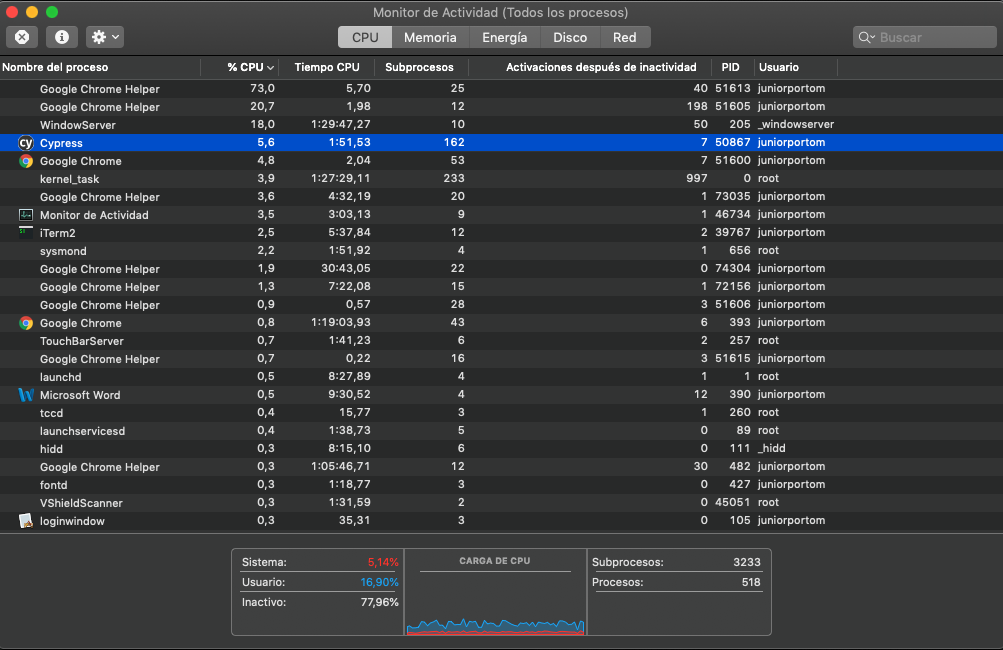 Monitor de Actividad (Todos los procesos)
CPU Memoria Energía Disco Red Buscar
Nombre del proceso % CPU Tiempo CPU Subprocesos Activaciones después de inactividad PID Usuario
Google Chrome Helper 73,0 5,70 25 40 51613 juniorportom
Google Chrome Helper 20,7 1,98 12 198 51605 juniorportom
WindowServer 18,0 1:29:47,27 10 50 205 _windowserver
cy Cypress 5,6 1:51,53 162 7 50867 juniorportom
Google Chrome 4,8 2,04 53 7 51600 juniorportom
kernel_task 3,9 1:27:29,11 233 997 0 root
Google Chrome Helper 3,6 4:32,19 20 1 73035 juniorportom
Monitor de Actividad 3,5 3:03,13 9 1 46734 juniorportom
iTerm2 2,5 5:37,84 12 2 39767 juniorportom
sysmond 2,2 1:51,92 4 1 656 root
Google Chrome Helper 1,9 30:43,05 22 0 74304 juniorportom
Google Chrome Helper 1,3 7:22,08 15 1 72156 juniorportom
Google Chrome Helper 0,9 0,57 28 3 51606 juniorportom
Google Chrome 0,8 1:19:03,93 43 6 393 juniorportom
TouchBarServer 0,7 1:41,23 6 2 257 root
Google Chrome Helper 0,7 0,22 16 3 51615 juniorportom
launchd 0,5 8:27,89 4 1 1 root
Microsoft Word 0,5 9:30,52 4 12 390 juniorportom
tccd 0,4 15,77 3 1 260 root
launchservicesd 0,4 1:38,73 5 0 89 root
hidd 0,3 8:15,10 6 0 111 _hidd
Google Chrome Helper 0,3 1:05:46,71 12 30 482 juniorportom
fontd 0,3 1:18,77 3 0 427 juniorportom
VShieldScanner 0,3 1:31,59 2 0 45051 root
loginwindow 0,3 35,31 3 0 105 juniorportom
Sistema: 5,14% CARGA DE CPU Subprocesos: 3233
Usuario: 16,90% Procesos: 518
Inactivo: 77,96%